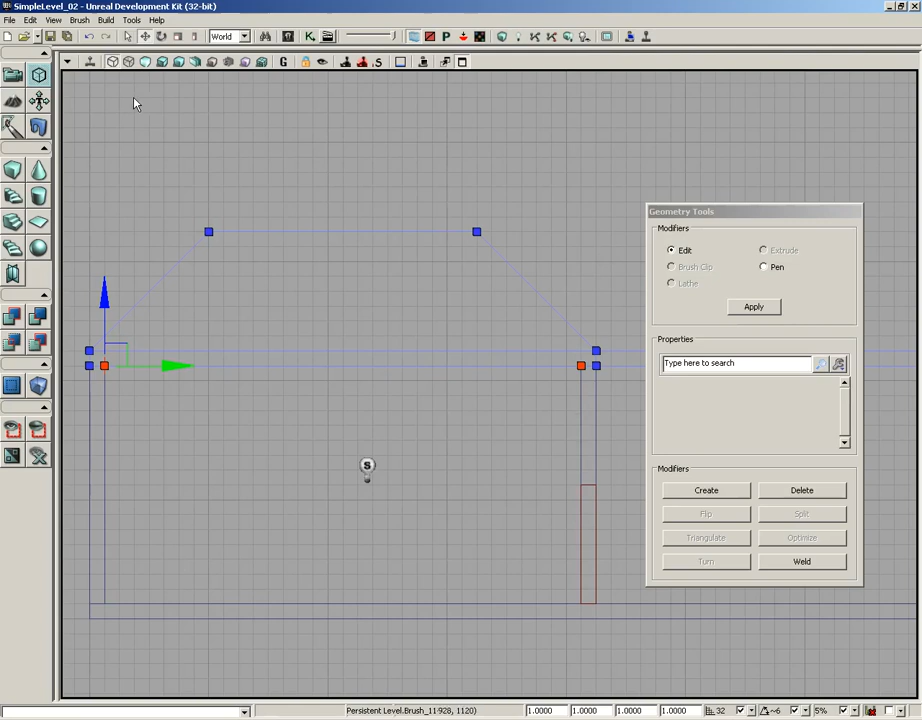 SimpleLevel_02 - Unreal Development Kit (32-bit)
File Edit View Brush Build Tools Help
World
P
K
S
G
S
S
Geometry Tools
Modifiers
Edit
Extrude
Brush Clip
Pen
Lathe
Apply
Properties
Type here to search
Modifiers
Create
Delete
Flip
Split
Triangulate
Optimize
Turn
Weld
Persistent Level.Brush_11
928, 1120)
1.0000
1.0000
1.0000
1.0000
32
~6
5%